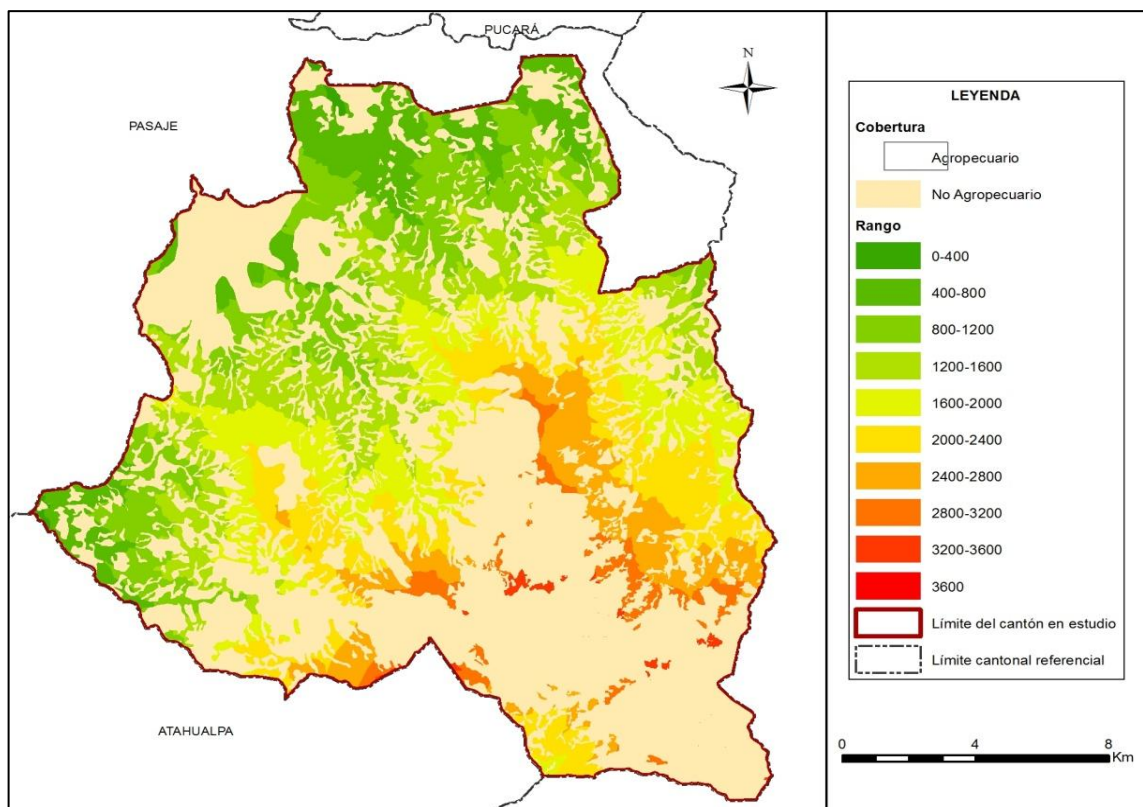 PUCARÁ
N
PASAJE
ATAHUALPA
LEYENDA
Cobertura
Agropecuario
No Agropecuario
Rango
0-400
400-800
800-1200
1200-1600
1600-2000
2000-2400
2400-2800
2800-3200
3200-3600
3600
Límite del cantón en estudio
Límite cantonal referencial
0 4 8
Km